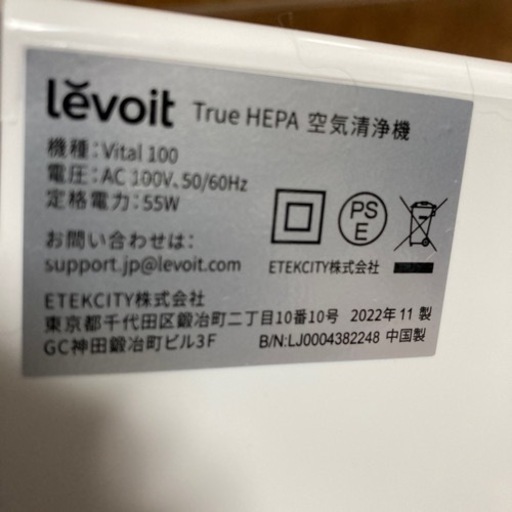 levoit True HEPA 空気清浄機
機種：Vital 100
電圧：AC 100V、50/60Hz
定格電力：55W
PS
E
お問い合わせは：
support.jp@levoit.com
ETEKCITY株式会社
ETEKCITY株式会社
東京都千代田区鍛冶町二丁目10番10号 2022年11製
GC神田鍛冶町ビル3F B/N:LJ0004382248 中国製